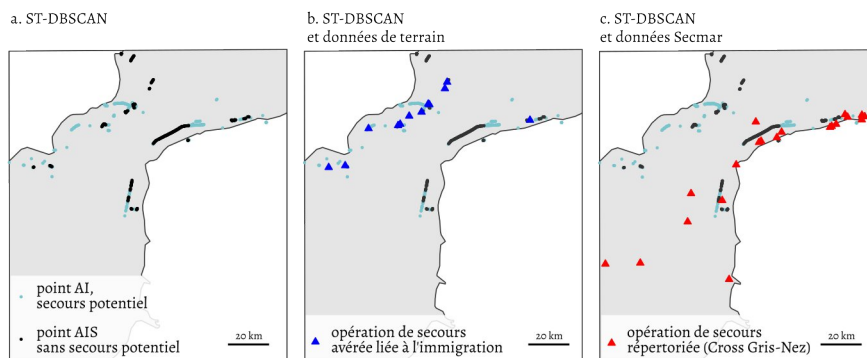 a. ST-DBSCAN
b. ST-DBSCAN
et données de terrain
c. ST-DBSCAN
et données Secmar
point AI,
secours potentiel
point AIS
sans secours potentiel
20 km
opération de secours
avérée liée à l'immigration
20 km
opération de secours
répertoriée (Cross Gris-Nez)
20 km